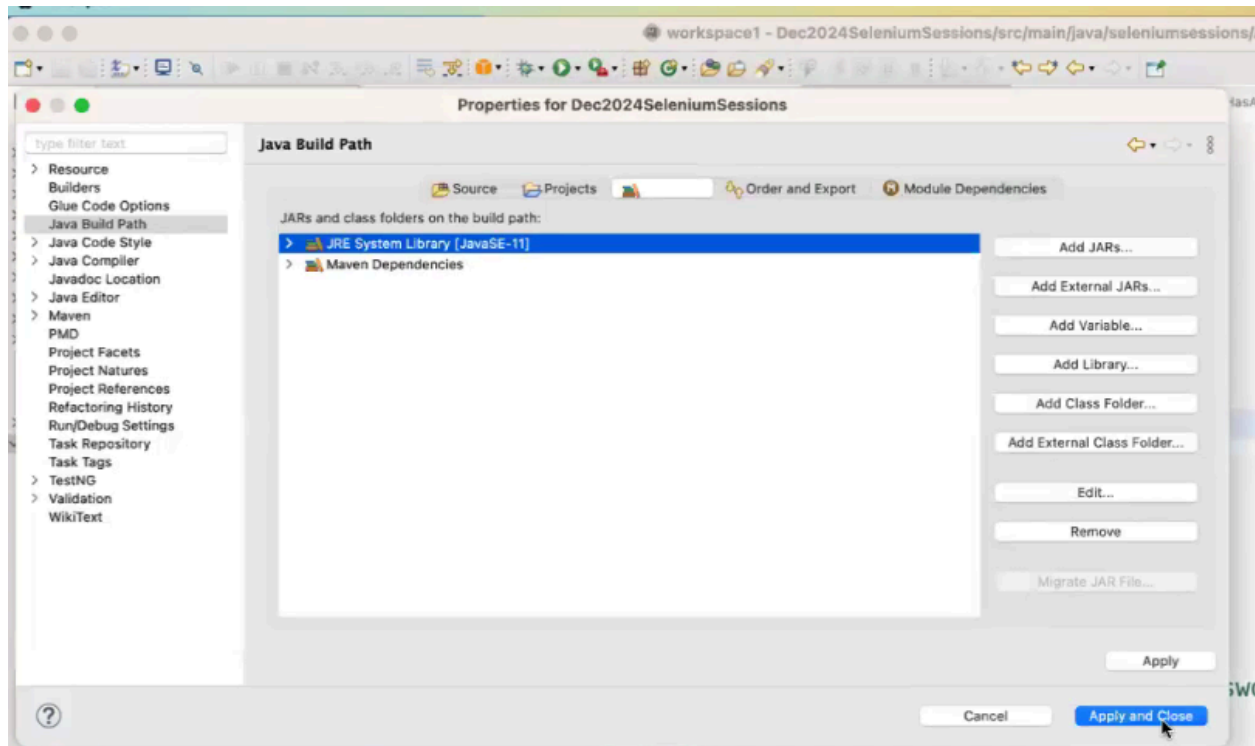 workspace1 - Dec2024SeleniumSessions/src/main/java/seleniumsessions/
Properties for Dec2024SeleniumSessions
type filter text
Java Build Path
Resource
Builders
Glue Code Options
Java Build Path
Java Code Style
Java Compiler
Javadoc Location
Java Editor
Maven
PMD
Project Facets
Project Natures
Project References
Refactoring History
Run/Debug Settings
Task Repository
Task Tags
TestNG
Validation
WikiText
Source Projects Order and Export Module Dependencies
JARs and class folders on the build path:
JRE System Library [JavaSE-11]
Maven Dependencies
Add JARs...
Add External JARs...
Add Variable...
Add Library...
Add Class Folder...
Add External Class Folder...
Edit...
Remove
Migrate JAR File...
Apply
? Cancel Apply and Close